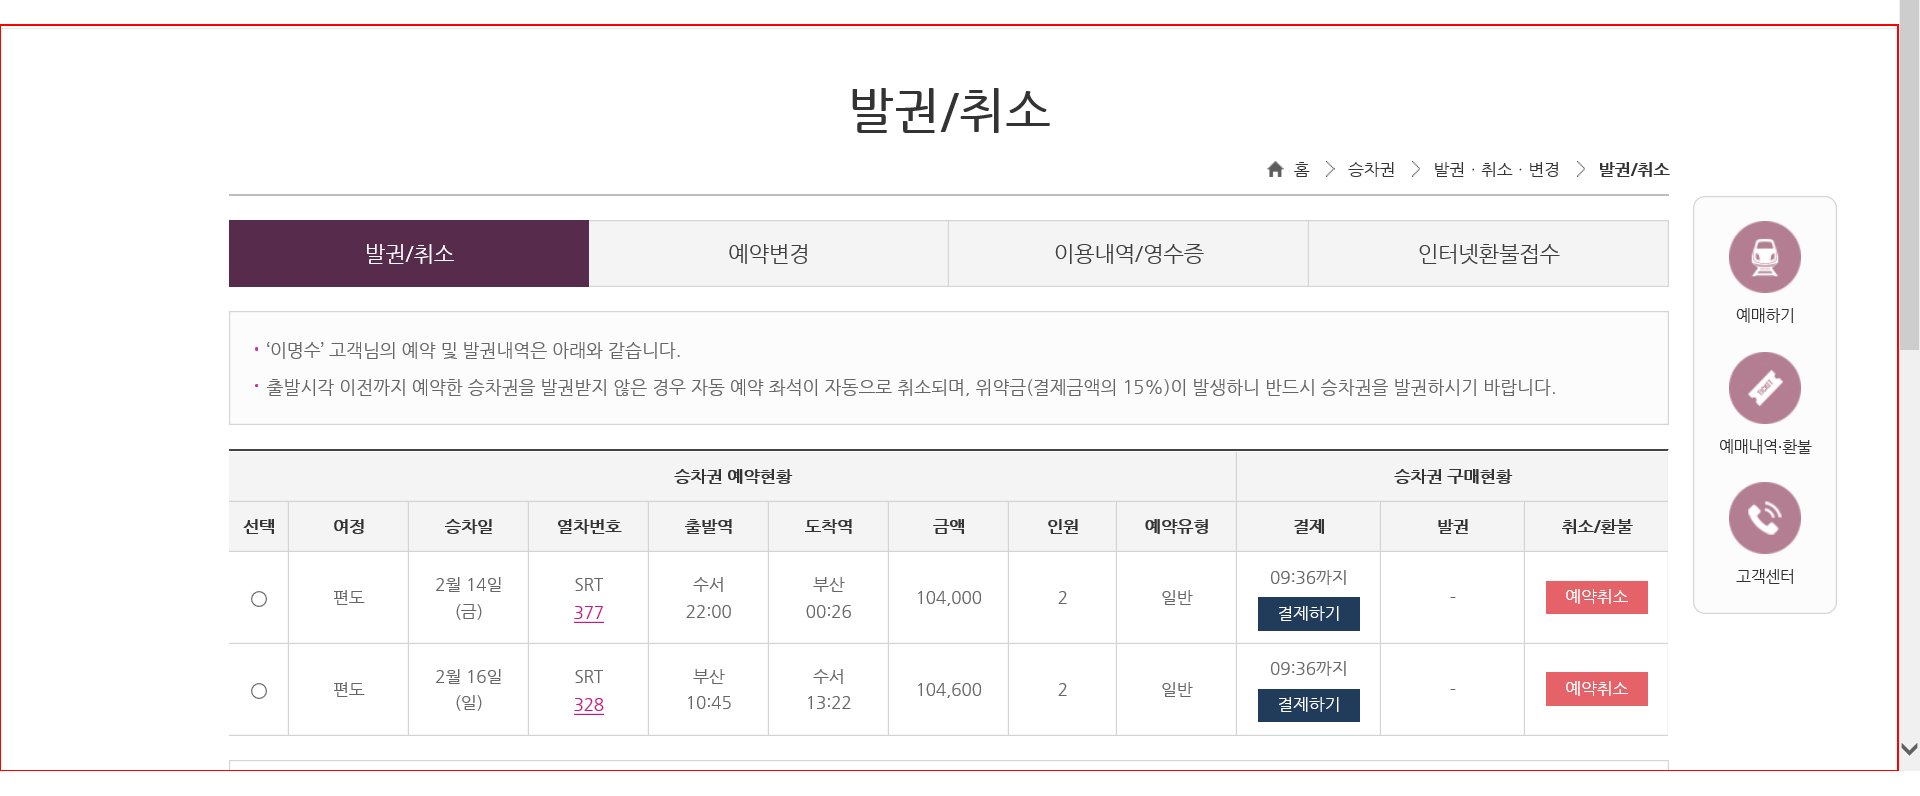 발권/취소
홈 > 승차권 > 발권 · 취소 · 변경 > 발권/취소
발권/취소 예약변경 이용내역/영수증 인터넷환불접수
· ‘이명수’ 고객님의 예약 및 발권내역은 아래와 같습니다.
· 출발시각 이전까지 예약한 승차권을 발권받지 않은 경우 자동 예약 좌석이 자동으로 취소되며, 위약금(결제금액의 15%)이 발생하니 반드시 승차권을 발권하시기 바랍니다.
승차권 예약현황 승차권 구매현황
선택 여정 승차일 열차번호 출발역 도착역 금액 인원 예약유형 결제 발권 취소/환불
편도 2월 14일 (금) SRT 377 수서 22:00 부산 00:26 104,000 2 일반 09:36까지 결제하기 - 예약취소
편도 2월 16일 (일) SRT 328 부산 10:45 수서 13:22 104,600 2 일반 09:36까지 결제하기 - 예약취소
예매하기
TICKET
예매내역·환불
고객센터